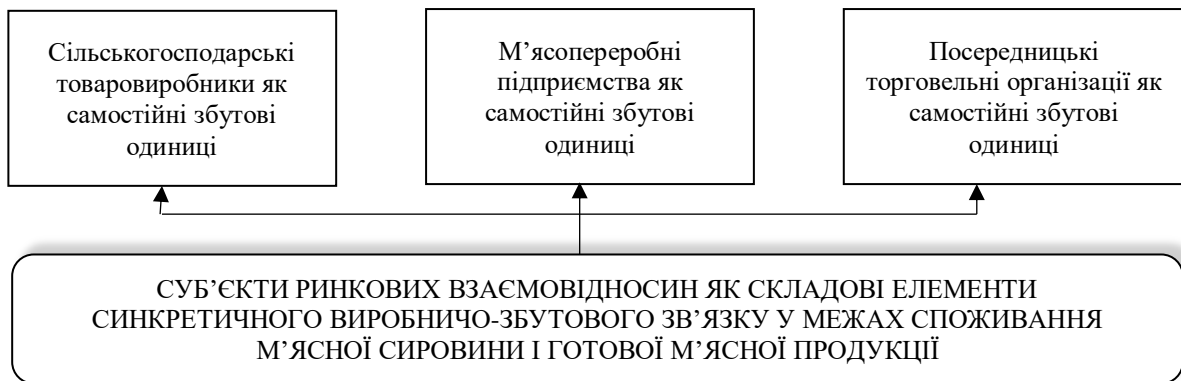 Сільськогосподарські
товаровиробники як
самостійні збутові
одиниці
М’ясопереробні
підприємства як
самостійні збутові
одиниці
Посередницькі
торговельні організації як
самостійні збутові
одиниці
СУБ’ЄКТИ РИНКОВИХ ВЗАЄМОВІДНОСИН ЯК СКЛАДОВІ ЕЛЕМЕНТИ
СИНКРЕТИЧНОГО ВИРОБНИЧО-ЗБУТОВОГО ЗВ’ЯЗКУ У МЕЖАХ СПОЖИВАННЯ
М’ЯСНОЇ СИРОВИНИ І ГОТОВОЇ М’ЯСНОЇ ПРОДУКЦІЇ